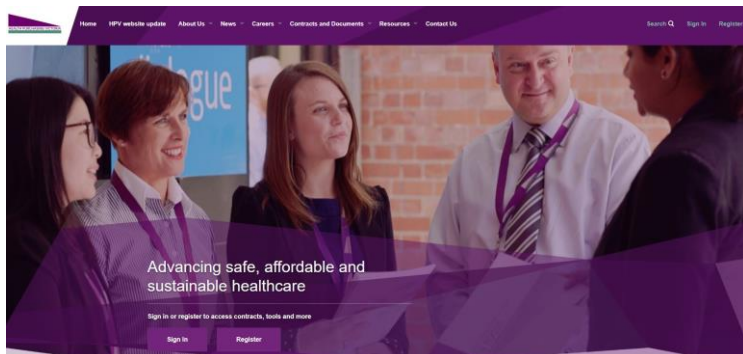 Home HPV website update About Us News Careers Contracts and Documents Resources Contact Us Search Sign In Register
logue
Advancing safe, affordable and
sustainable healthcare
Sign in or register to access contracts, tools and more
Sign In Register